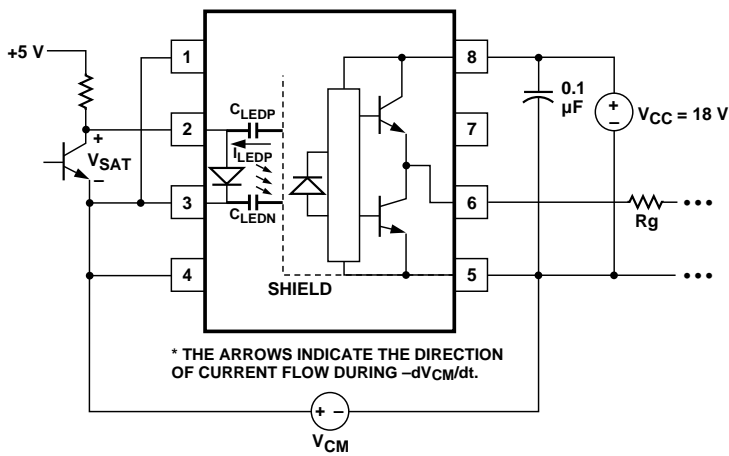 +5 V
1
2
3
4
+
V_SAT
–
C_LEDP
I_LEDP
C_LEDN
SHIELD
8
7
6
5
0.1
µF
+
–
V_CC = 18 V
Rg
•••
•••
* THE ARROWS INDICATE THE DIRECTION
OF CURRENT FLOW DURING –dV_CM/dt.
+ –
V_CM